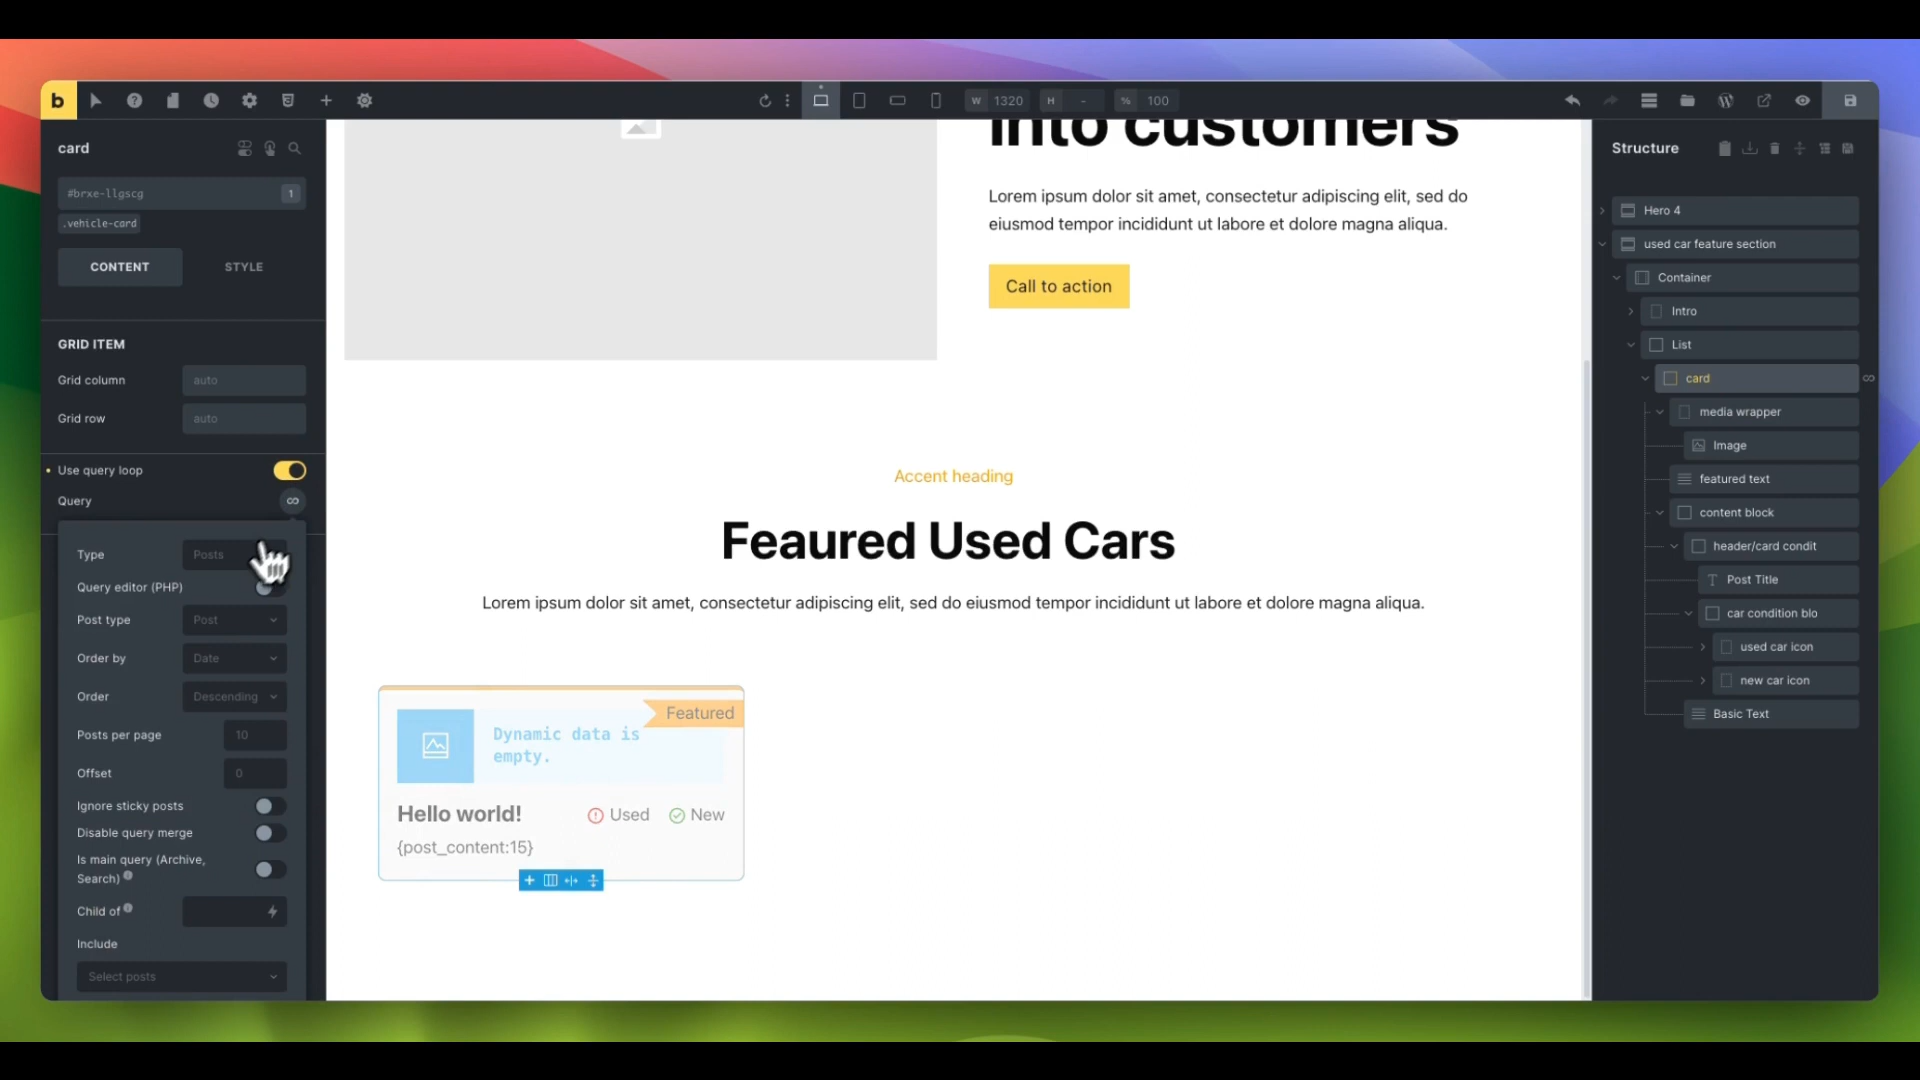 b
W 1320 H - % 100
card
#brxe-llgscg 1
.vehicle-card
CONTENT STYLE
GRID ITEM
Grid column auto
Grid row auto
Use query loop
Query
Type Posts
Query editor (PHP)
Post type Post
Order by Date
Order Descending
Posts per page 10
Offset 0
Ignore sticky posts
Disable query merge
Is main query (Archive,
Search)
Child of
Include
Select posts
into customers
Lorem ipsum dolor sit amet, consectetur adipiscing elit, sed do
eiusmod tempor incididunt ut labore et dolore magna aliqua.
Call to action
Accent heading
Feaured Used Cars
Lorem ipsum dolor sit amet, consectetur adipiscing elit, sed do eiusmod tempor incididunt ut labore et dolore magna aliqua.
Featured
Dynamic data is
empty.
Hello world! Used New
{post_content:15}
Structure
Hero 4
used car feature section
Container
Intro
List
card
media wrapper
Image
featured text
content block
header/card condit
Post Title
car condition blo
used car icon
new car icon
Basic Text